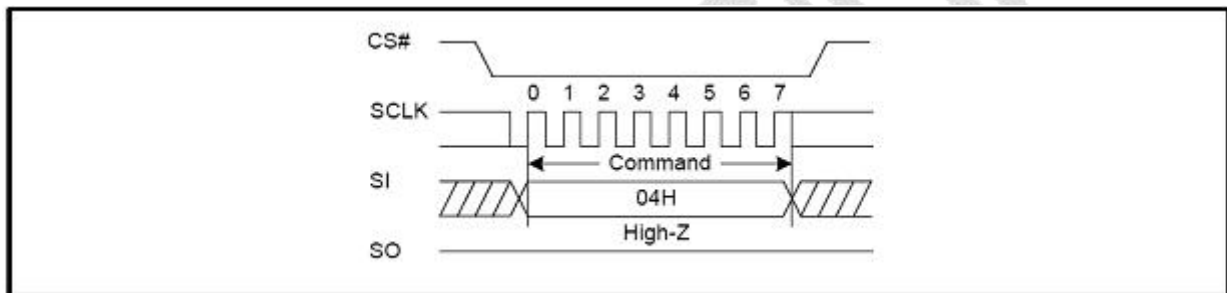 CS#
0 1 2 3 4 5 6 7
SCLK
Command
SI
04H
High-Z
SO